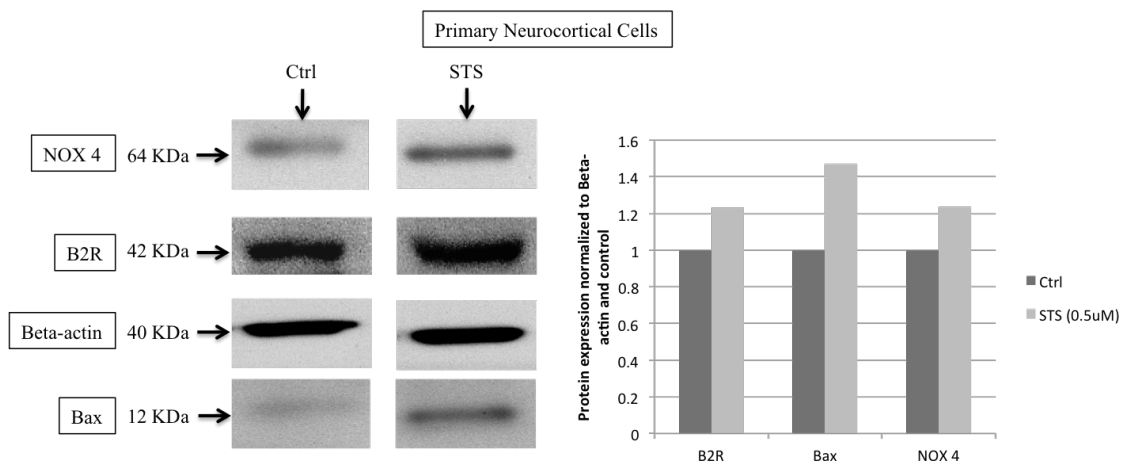 Primary Neurocortical Cells
Ctrl
STS
NOX 4
64 KDa
B2R
42 KDa
Beta-actin
40 KDa
Bax
12 KDa
Protein expression normalized to Beta-
actin and control
1.6
1.4
1.2
1
0.8
0.6
0.4
0.2
0
B2R
Bax
NOX 4
Ctrl
STS (0.5uM)